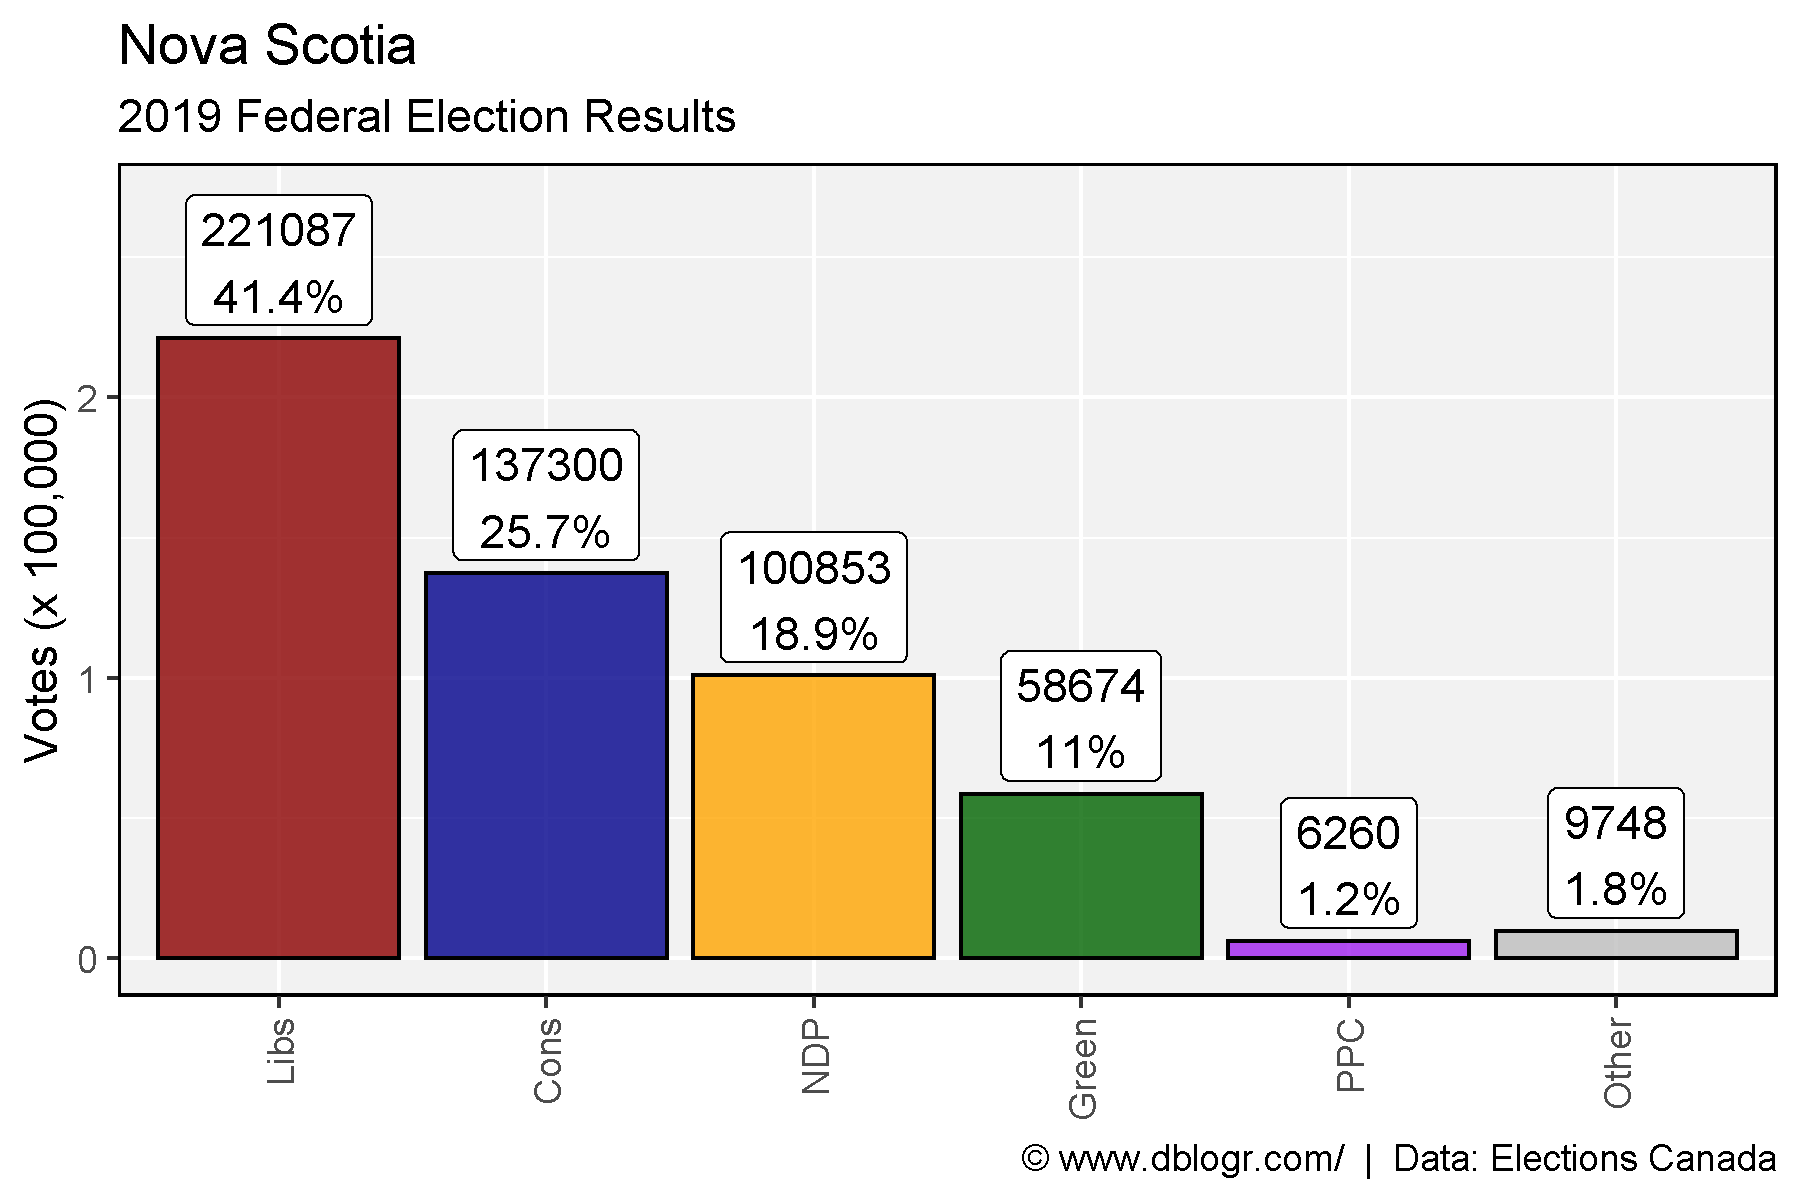 Nova Scotia
2019 Federal Election Results
Votes (x 100,000)
2
1
0
221087
41.4%
137300
25.7%
100853
18.9%
58674
11%
6260
1.2%
9748
1.8%
Libs
Cons
NDP
Green
PPC
Other
© www.dblogr.com/ | Data: Elections Canada